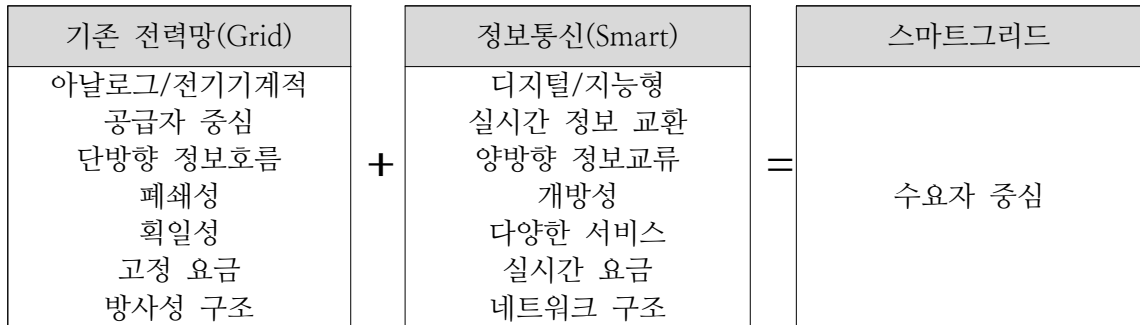 기존 전력망(Grid)
아날로그/전기기계적
공급자 중심
단방향 정보호름
폐쇄성
획일성
고정 요금
방사성 구조
+
정보통신(Smart)
디지털/지능형
실시간 정보 교환
양방향 정보교류
개방성
다양한 서비스
실시간 요금
네트워크 구조
=
스마트그리드
수요자 중심